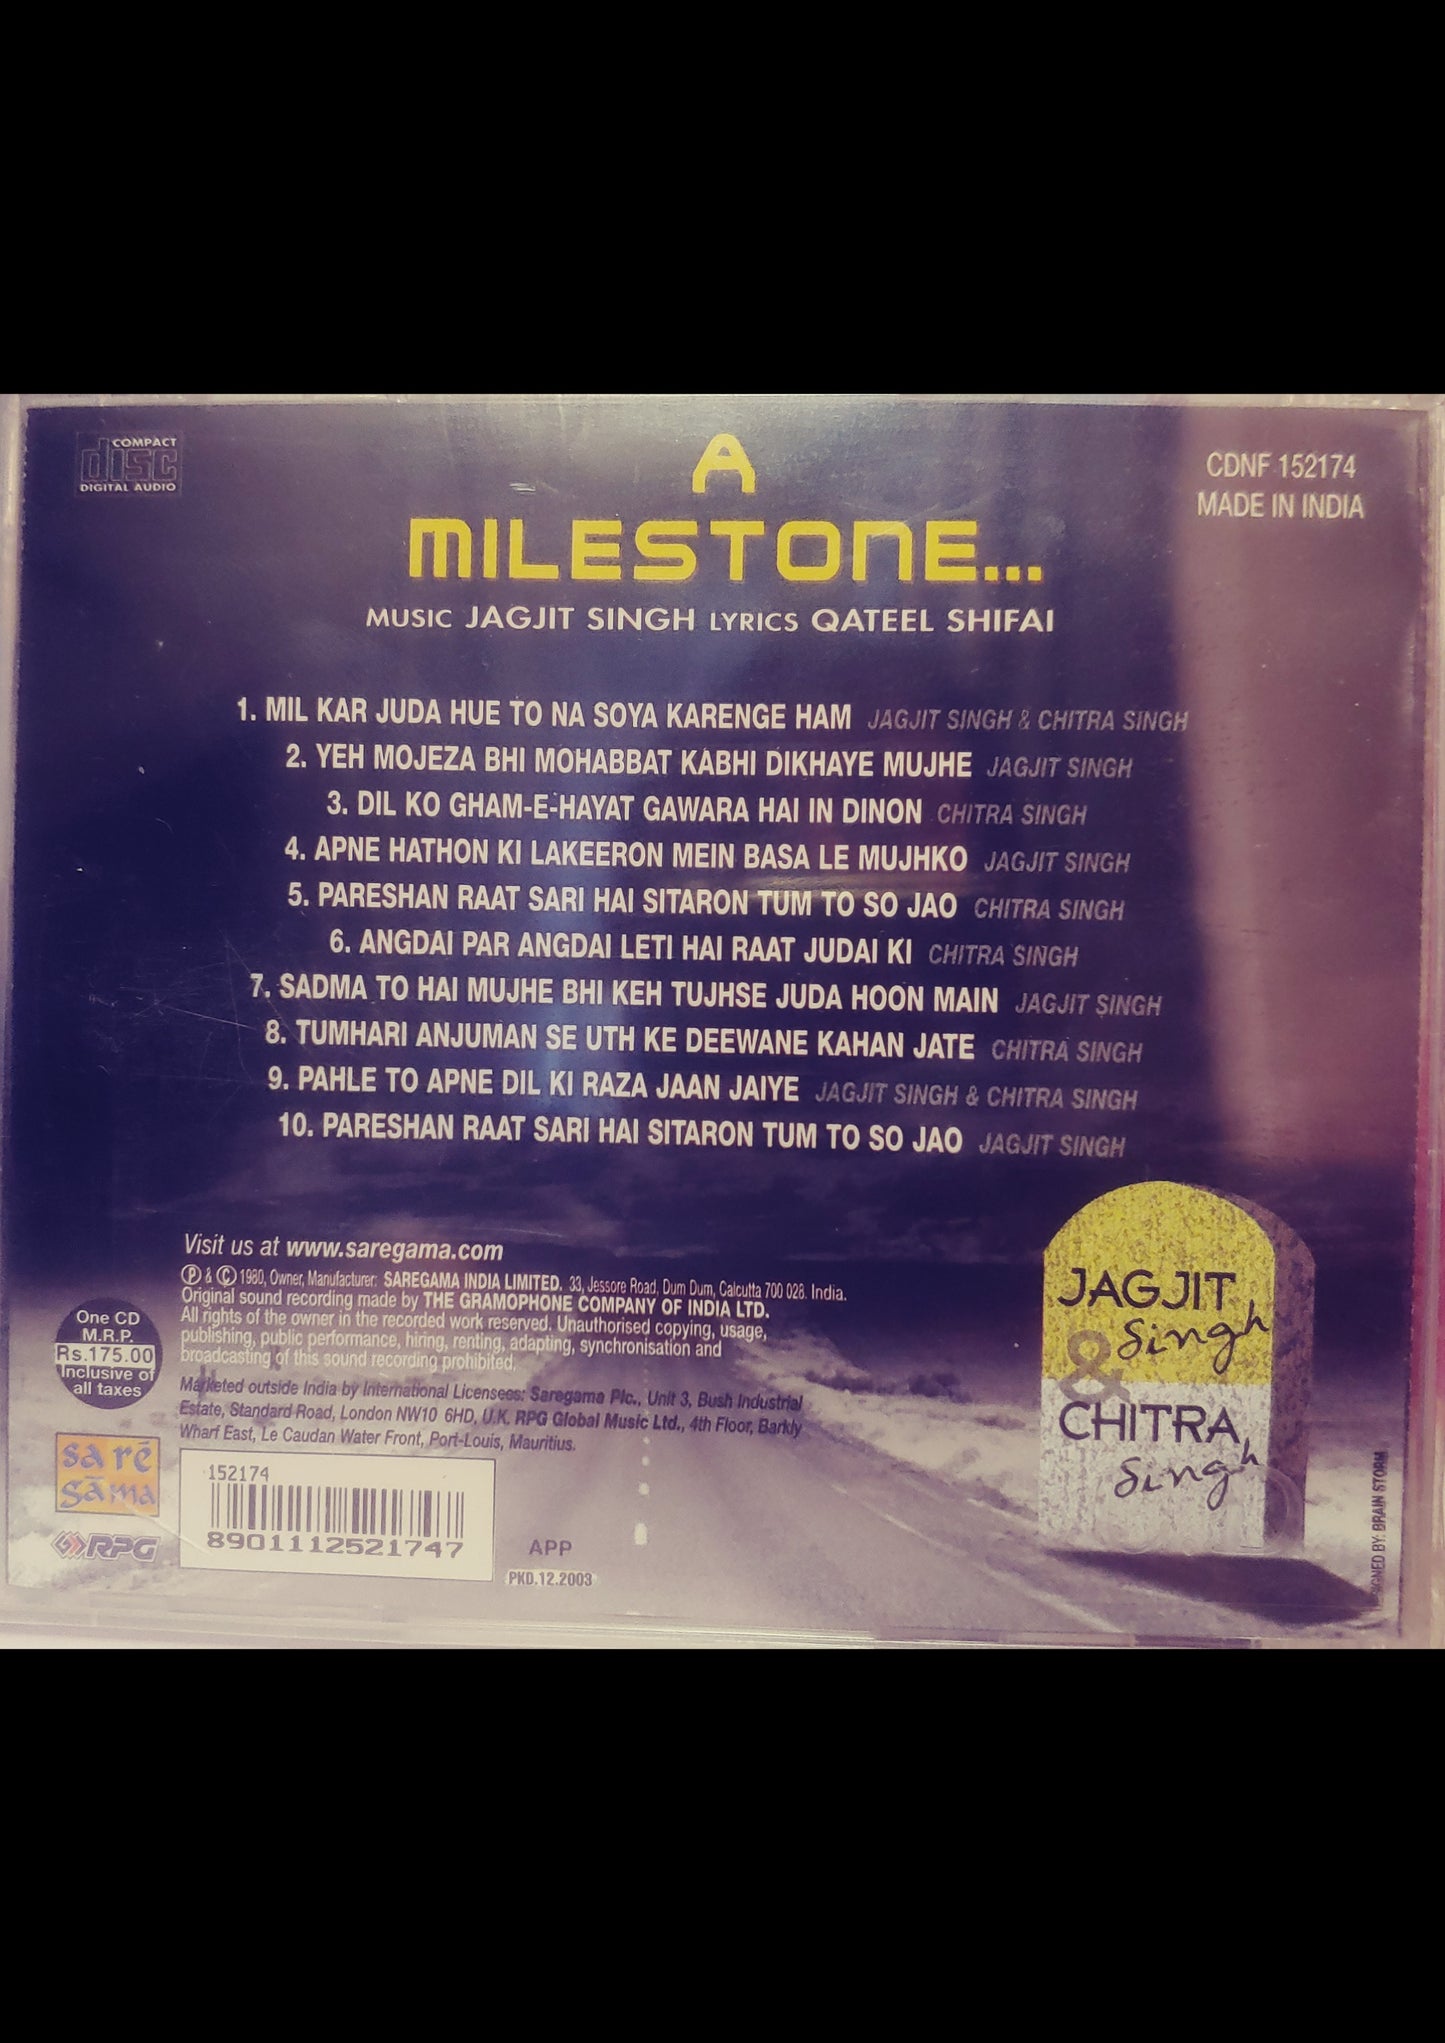 COMPACT
disc
DIGITAL AUDIO
A
MILESTONE...
CDNF 152174
MADE IN INDIA
MUSIC JAGJIT SINGH LYRICS QATEEL SHIFAI
1. MIL KAR JUDA HUE TO NA SOYA KARENGE HAM JAGJIT SINGH & CHITRA SINGH
2. YEH MOJEZA BHI MOHABBAT KABHI DIKHAYE MUJHE JAGJIT SINGH
3. DIL KO GHAM-E-HAYAT GAWARA HAI IN DINON CHITRA SINGH
4. APNE HATHON KI LAKEERON MEIN BASA LE MUJHKO JAGJIT SINGH
5. PARESHAN RAAT SARI HAI SITARON TUM TO SO JAO CHITRA SINGH
6. ANGDAI PAR ANGDAI LETI HAI RAAT JUDAI KI CHITRA SINGH
7. SADMA TO HAI MUJHE BHI KEH TUJHSE JUDA HOON MAIN JAGJIT SINGH
8. TUMHARI ANJUMAN SE UTH KE DEEWANE KAHAN JATE CHITRA SINGH
9. PAHLE TO APNE DIL KI RAZA JAAN JAIYE JAGJIT SINGH & CHITRA SINGH
10. PARESHAN RAAT SARI HAI SITARON TUM TO SO JAO JAGJIT SINGH
Visit us at www.saregama.com
Ⓟ & Ⓒ 1980, Owner, Manufacturer: SAREGAMA INDIA LIMITED. 33, Jessore Road, Dum Dum, Calcutta 700 028. India.
Original sound recording made by THE GRAMOPHONE COMPANY OF INDIA LTD.
All rights of the owner in the recorded work reserved. Unauthorised copying, usage,
publishing, public performance, hiring, renting, adapting, synchronisation and
broadcasting of this sound recording prohibited.
Marketed outside India by International Licensees: Saregama Plc., Unit 3, Bush Industrial
Estate, Standard Road, London NW10 6HD, U.K. RPG Global Music Ltd., 4th Floor, Barkly
Wharf East, Le Caudan Water Front, Port-Louis, Mauritius.
One CD
M.R.P.
Rs.175.00
Inclusive of
all taxes
sa rē
gāma
RPG
152174
8901112521747
APP
PKD.12.2003
JAGJIT
Singh
&
CHITRA
Singh
BY: BRAIN STORM